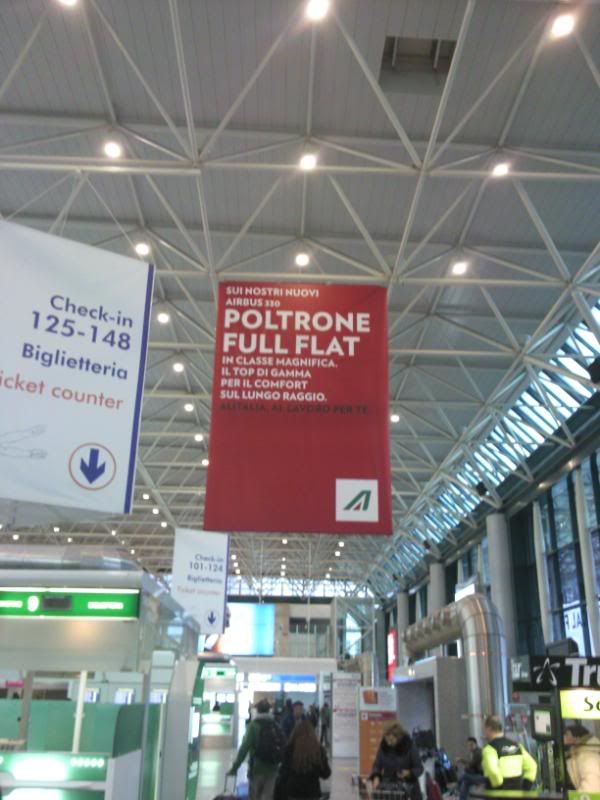 Check-in
125-148
Biglietteria
icket counter
SUI NOSTRI NUOVI
AIRBUS 330
POLTRONE
FULL FLAT
IN CLASSE MAGNIFICA.
IL TOP DI GAMMA
PER IL COMFORT
SUL LUNGO RAGGIO.
ALITALIA, AL LAVORO PER TE.
Check-in
101-124
Biglietteria
Ticket counter